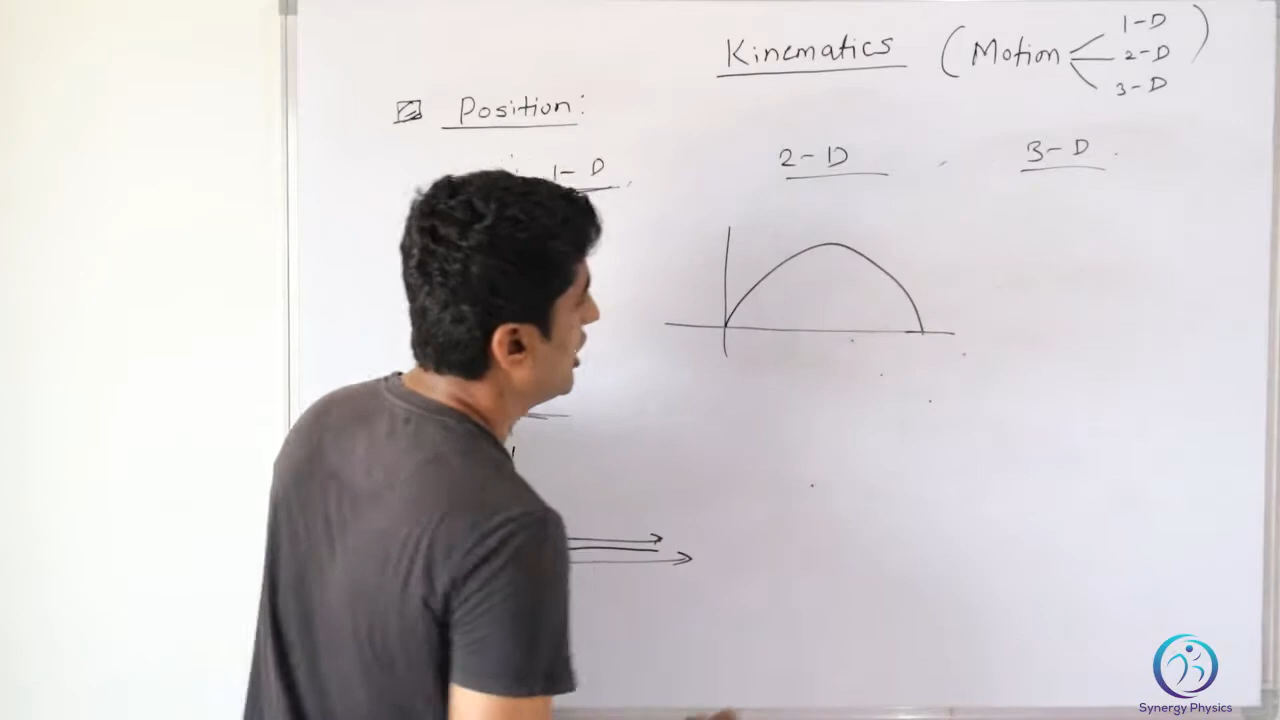 Kinematics (Motion 1-D
2-D
3-D )
Position:
1-D
2-D
3-D
Synergy Physics